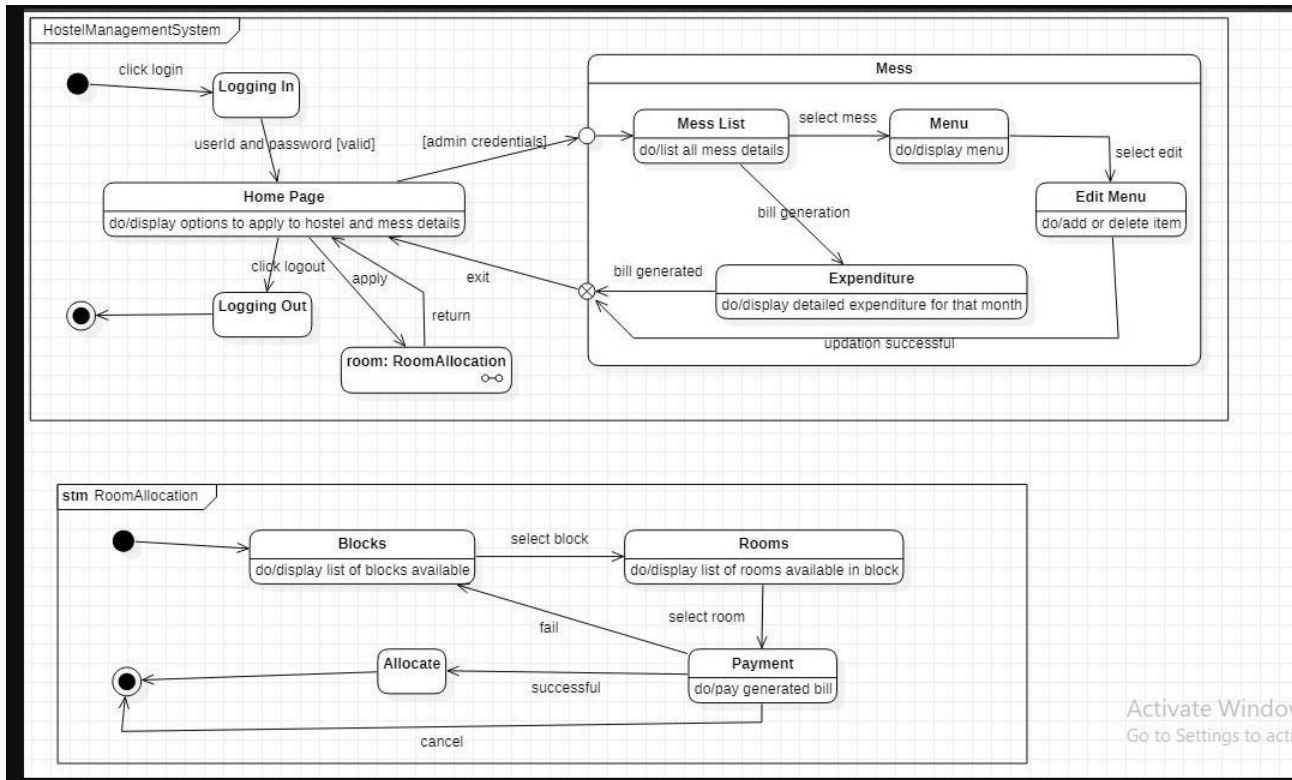 HostelManagementSystem
click login
Logging In
userId and password [valid]
[admin credentials]
Home Page
do/display options to apply to hostel and mess details
click logout
apply
exit
Logging Out
return
room: RoomAllocation
Mess
Mess List
do/list all mess details
select mess
Menu
do/display menu
select edit
Edit Menu
do/add or delete item
bill generation
bill generated
Expenditure
do/display detailed expenditure for that month
updation successful
stm RoomAllocation
Blocks
do/display list of blocks available
select block
Rooms
do/display list of rooms available in block
select room
fail
Allocate
successful
Payment
do/pay generated bill
cancel
Activate Window
Go to Settings to acti